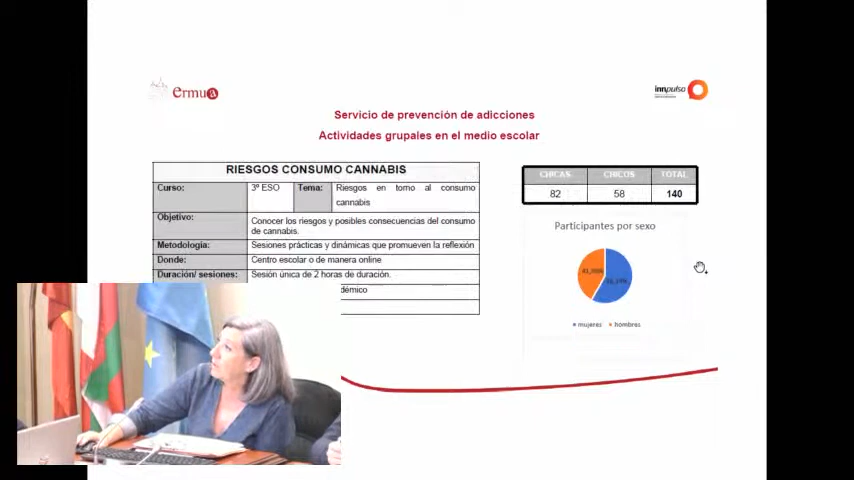 ermua
innpulso
Servicio de prevención de adicciones
Actividades grupales en el medio escolar
RIESGOS CONSUMO CANNABIS
Curso: 3º ESO Tema: Riesgos en torno al consumo
cannabis
Objetivo: Conocer los riesgos y posibles consecuencias del consumo
de cannabis.
Metodología: Sesiones prácticas y dinámicas que promueven la reflexión
Donde: Centro escolar o de manera online
Duración/ sesiones: Sesión única de 2 horas de duración.
démico
CHICAS CHICOS TOTAL
82 58 140
Participantes por sexo
mujeres hombres